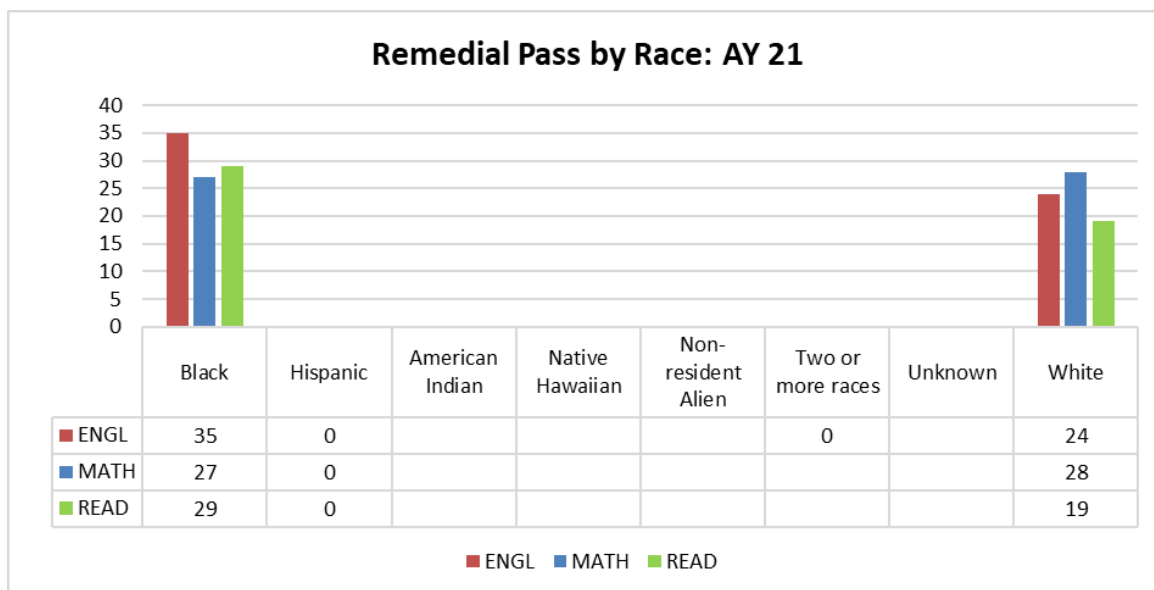 Remedial Pass by Race: AY 21
40
35
30
25
20
15
10
5
0
Black Hispanic American Indian Native Hawaiian Non-resident Alien Two or more races Unknown White
ENGL 35 0 0 24
MATH 27 0 28
READ 29 0 19
ENGL MATH READ